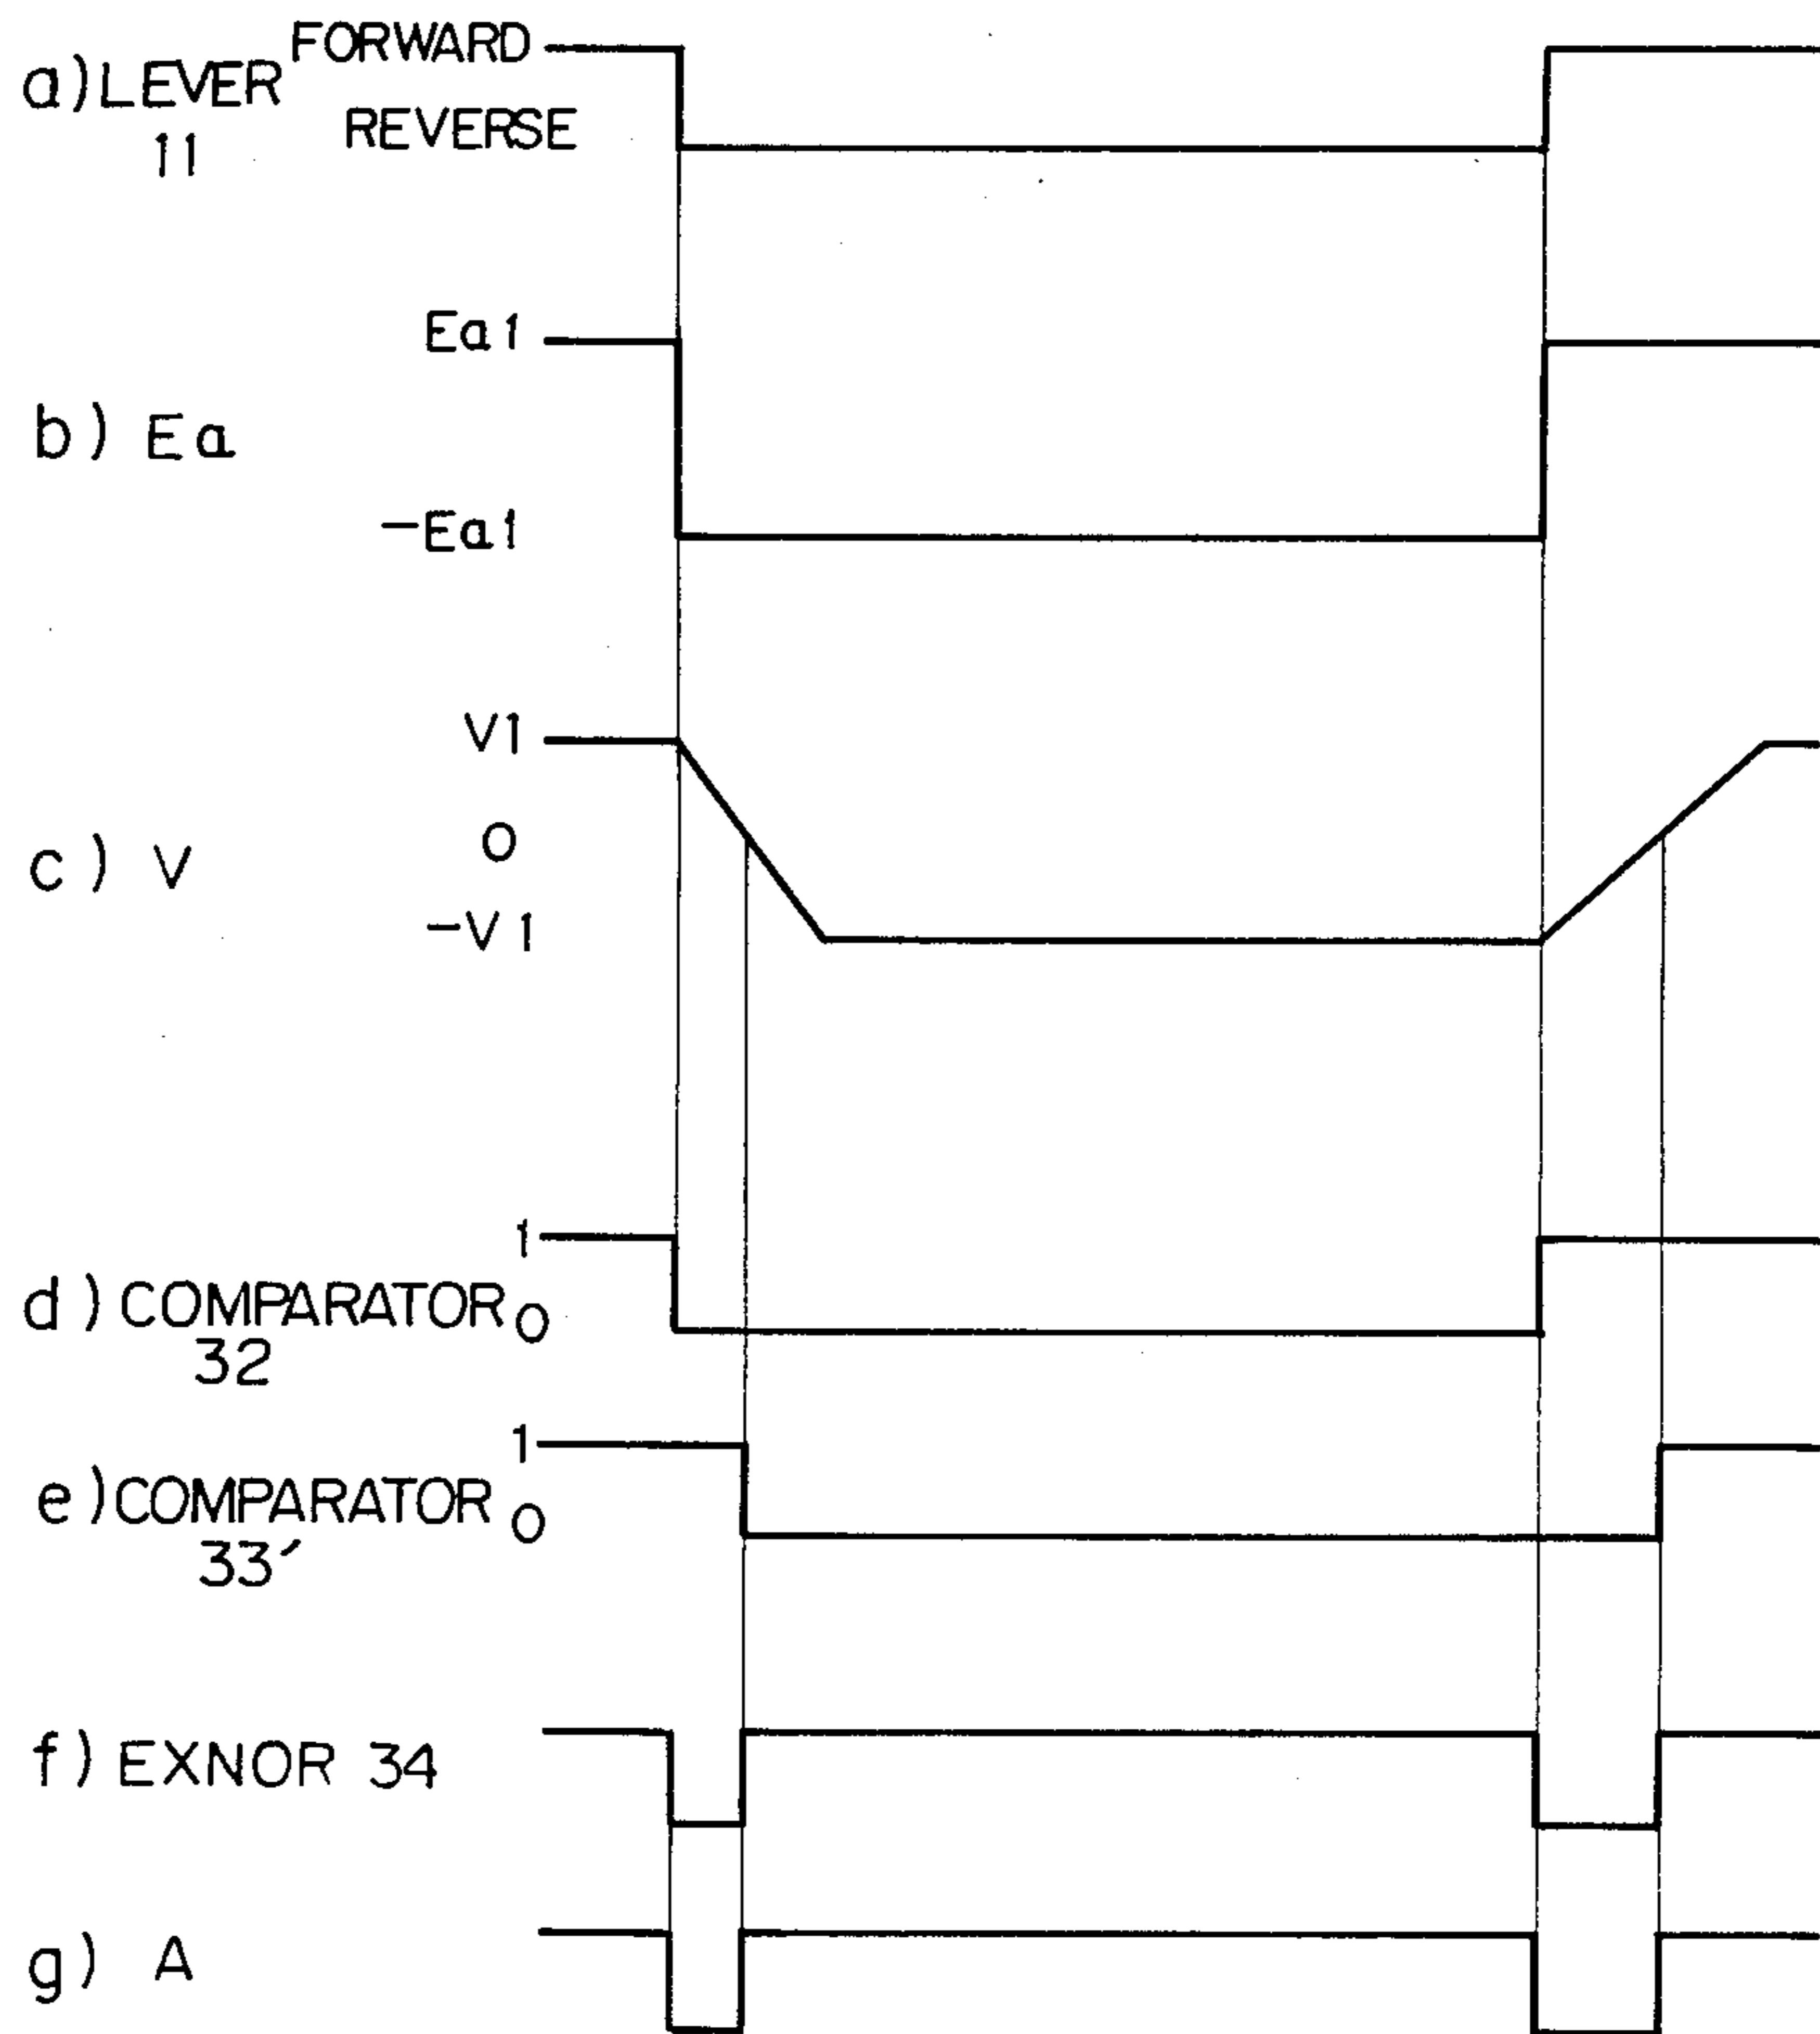 FORWARD
a) LEVER
REVERSE
11
Ea1
b) Ea
-Ea1
V1
0
c) V
-V1
1
d) COMPARATOR 0
32
1
e) COMPARATOR 0
33′
f) EXNOR 34
g) A